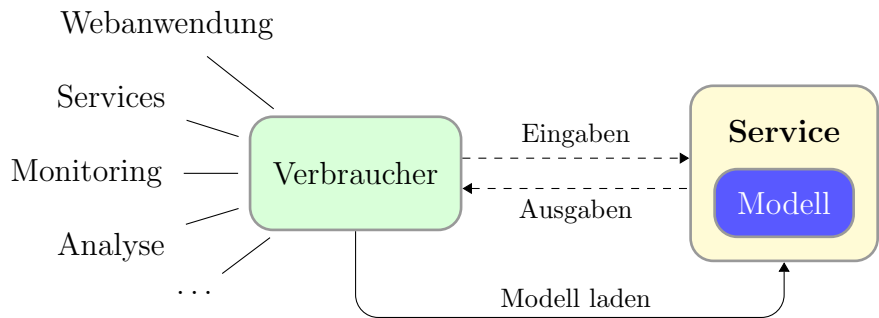 Webanwendung
Services
Monitoring
Analyse
...
Verbraucher
Eingaben
Ausgaben
Modell laden
Service
Modell